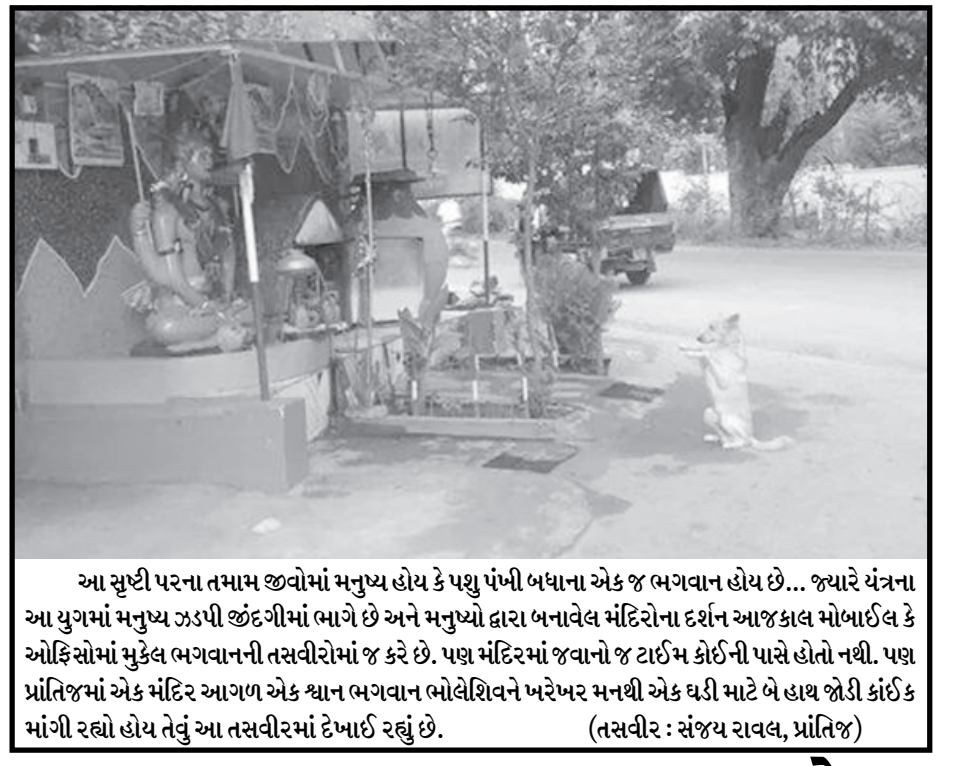 આ સૃષ્ટી પરના તમામ જીવોમાં મનુષ્ય હોય કે પશુ પંખી બધાના એક જ ભગવાન હોય છે... જ્યારે યંત્રના
આ યુગમાં મનુષ્ય ઝડપી જીંદગીમાં ભાગે છે અને મનુષ્યો દ્વારા બનાવેલ મંદિરોના દર્શન આજકાલ મોબાઈલ કે
ઓફિસોમાં મુકેલ ભગવાનની તસવીરોમાં જ કરે છે. પણ મંદિરમાં જવાનો જ ટાઈમ કોઈની પાસે હોતો નથી. પણ
પ્રાંતિજમાં એક મંદિર આગળ એક શ્વાન ભગવાન ભોલેશિવને ખરેખર મનથી એક ઘડી માટે બે હાથ જોડી કાંઈક
માંગી રહ્યો હોય તેવું આ તસવીરમાં દેખાઈ રહ્યું છે. (તસવીર : સંજય રાવલ, પ્રાંતિજ)